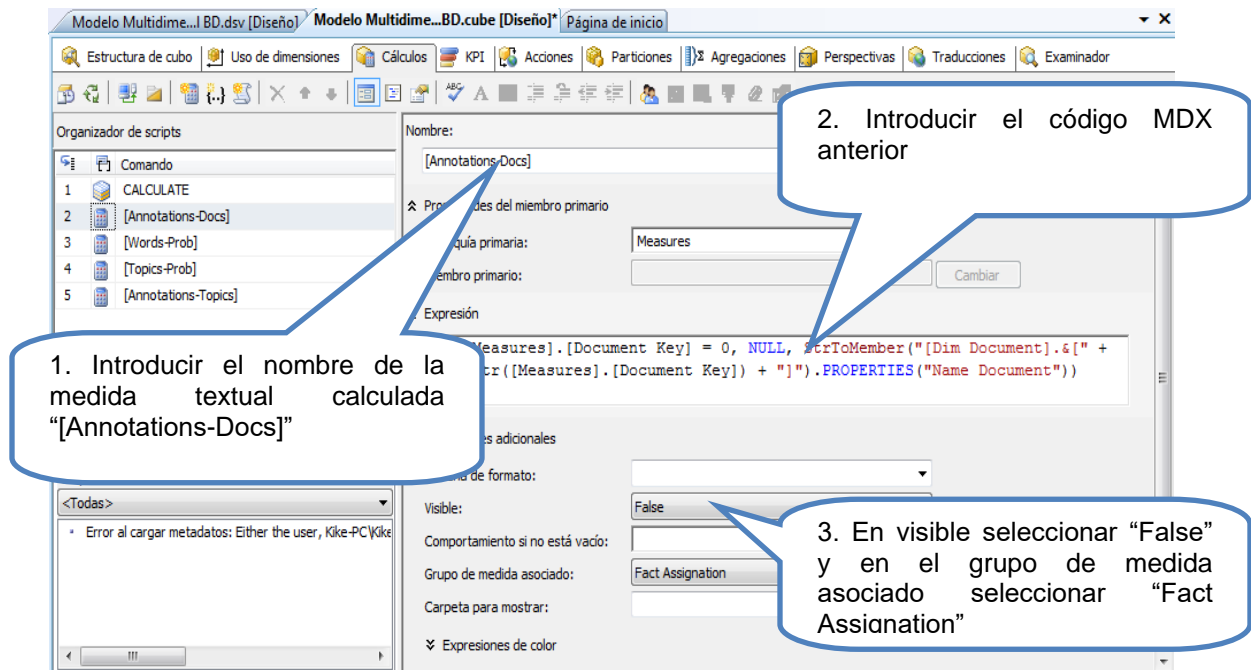 Modelo Multidime...l BD.dsv [Diseño] Modelo Multidime...BD.cube [Diseño]* Página de inicio
Estructura de cubo Uso de dimensiones Cálculos KPI Acciones Particiones Agregaciones Perspectivas Traducciones Examinador
Organizador de scripts
Comando
1 CALCULATE
2 [Annotations-Docs]
3 [Words-Prob]
4 [Topics-Prob]
5 [Annotations-Topics]
Nombre:
[Annotations-Docs]
des del miembro primario
quía primaria: Measures
embro primario: Cambiar
Expresión
Measures].[Document Key] = 0, NULL, StrToMember("[Dim Document].&[" +
tr([Measures].[Document Key]) + "]").PROPERTIES("Name Document"))
es adicionales
de formato:
Visible: False
Comportamiento si no está vacío:
Grupo de medida asociado: Fact Assignation
Carpeta para mostrar:
Expresiones de color
<Todas>
Error al cargar metadatos: Either the user, Kike-PC\Kike
1. Introducir el nombre de la
medida textual calculada
“[Annotations-Docs]”
2. Introducir el código MDX
anterior
3. En visible seleccionar “False”
y en el grupo de medida
asociado seleccionar “Fact
Assignation”